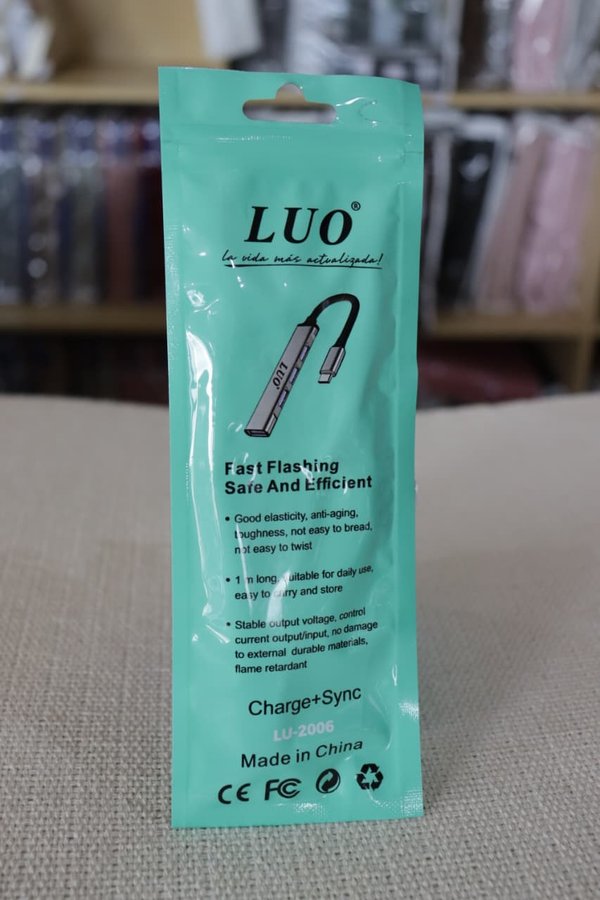 LUO®
la vida más actualizada!
LUO
Fast Flashing
Safe And Efficient
• Good elasticity, anti-aging,
toughness, not easy to bread,
not easy to twist
• 1 m long, suitable for daily use,
easy to carry and store
• Stable output voltage, control
current output/input, no damage
to external durable materials,
flame retardant
Charge+Sync
LU-2006
Made in China
CE FC